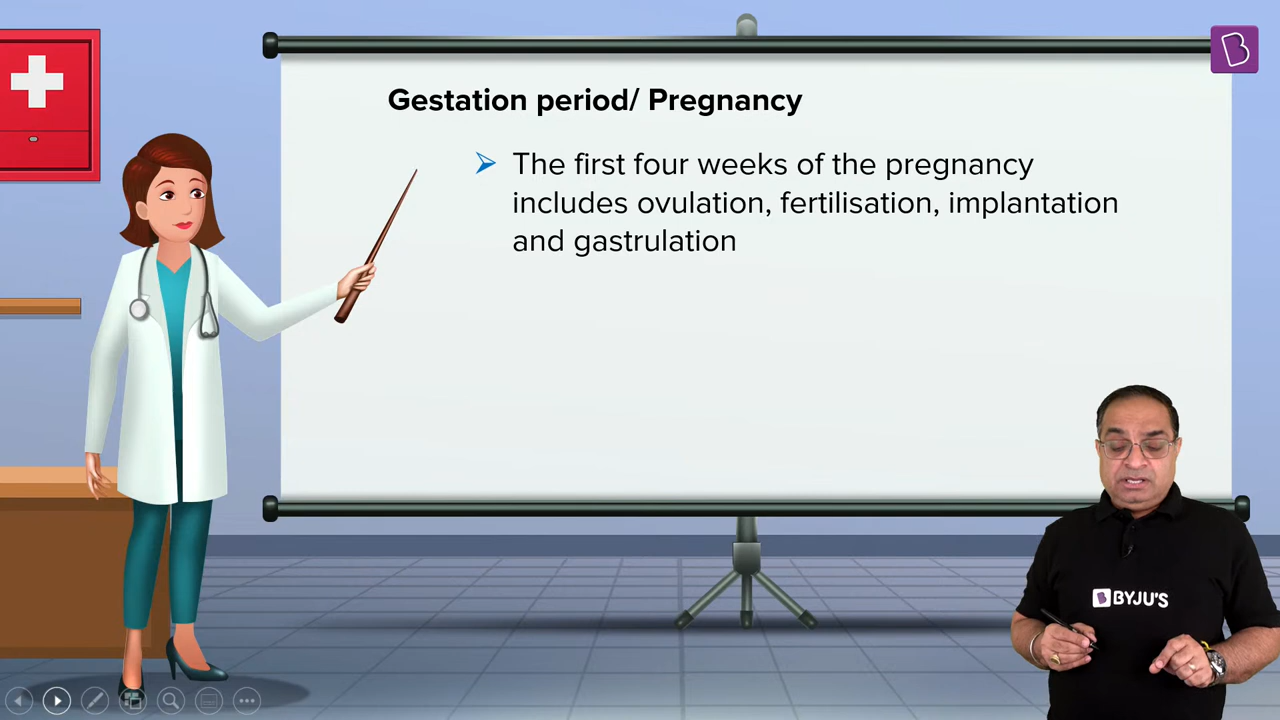 Gestation period/ Pregnancy
The first four weeks of the pregnancy
includes ovulation, fertilisation, implantation
and gastrulation
BYJU'S